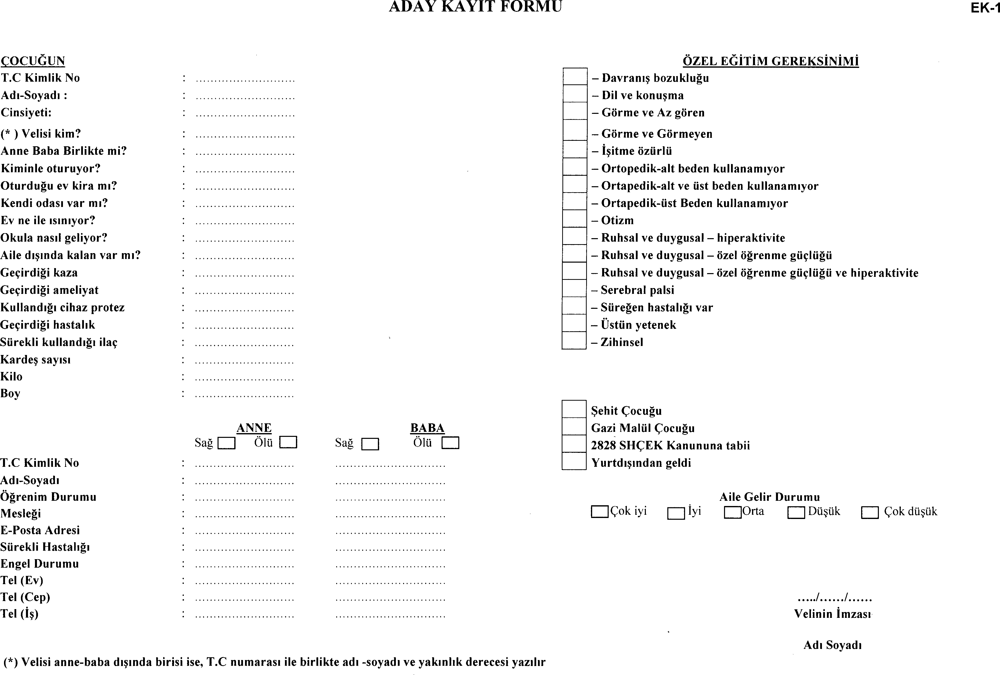 ADAY KAYIT FORMU
EK-1
ÇOCUĞUN
T.C Kimlik No : ...........................
Adı-Soyadı : : ...........................
Cinsiyeti: : ...........................
(* ) Velisi kim? : ...........................
Anne Baba Birlikte mi? : ...........................
Kiminle oturuyor? : ...........................
Oturduğu ev kira mı? : ...........................
Kendi odası var mı? : ...........................
Ev ne ile ısınıyor? : ...........................
Okula nasıl geliyor? : ...........................
Aile dışında kalan var mı? : ...........................
Geçirdiği kaza : ...........................
Geçirdiği ameliyat : ...........................
Kullandığı cihaz protez : ...........................
Geçirdiği hastalık : ...........................
Sürekli kullandığı ilaç : ...........................
Kardeş sayısı : ...........................
Kilo : ...........................
Boy : ...........................
ÖZEL EĞİTİM GEREKSİNİMİ
– Davranış bozukluğu
– Dil ve konuşma
– Görme ve Az gören
– Görme ve Görmeyen
– İşitme özürlü
– Ortopedik-alt beden kullanamıyor
– Ortapedik-alt ve üst beden kullanamıyor
– Ortapedik-üst Beden kullanamıyor
– Otizm
– Ruhsal ve duygusal – hiperaktivite
– Ruhsal ve duygusal – özel öğrenme güçlüğü
– Ruhsal ve duygusal – özel öğrenme güçlüğü ve hiperaktivite
– Serebral palsi
– Süreğen hastalığı var
– Üstün yetenek
– Zihinsel
Şehit Çocuğu
Gazi Malül Çocuğu
2828 SHÇEK Kanununa tabii
Yurtdışından geldi
ANNE BABA
Sağ Ölü Sağ Ölü
T.C Kimlik No : ........................... ..............................
Adı-Soyadı : ........................... ..............................
Öğrenim Durumu : ........................... ..............................
Mesleği : ........................... ..............................
E-Posta Adresi : ........................... ..............................
Sürekli Hastalığı : ........................... ..............................
Engel Durumu : ........................... ..............................
Tel (Ev) : ........................... ..............................
Tel (Cep) : ........................... ..............................
Tel (İş) : ........................... ..............................
Aile Gelir Durumu
Çok iyi İyi Orta Düşük Çok düşük
...../....../......
Velinin İmzası
Adı Soyadı
(*) Velisi anne-baba dışında birisi ise, T.C numarası ile birlikte adı -soyadı ve yakınlık derecesi yazılır